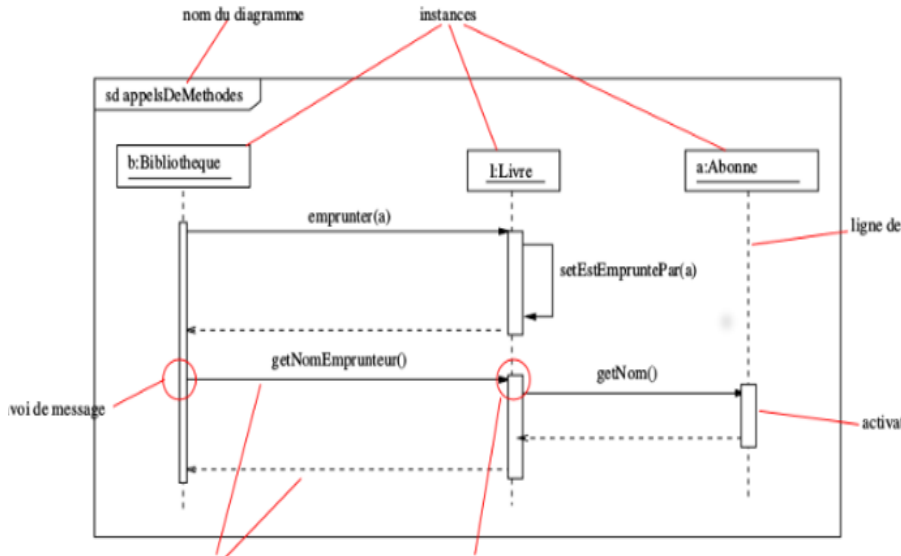 nom du diagramme
instances
sd appelsDeMethodes
b:Bibliotheque
l:Livre
a:Abonne
emprunter(a)
ligne de
setEstEmpruntePar(a)
getNomEmprunteur()
getNom()
voi de message
activat